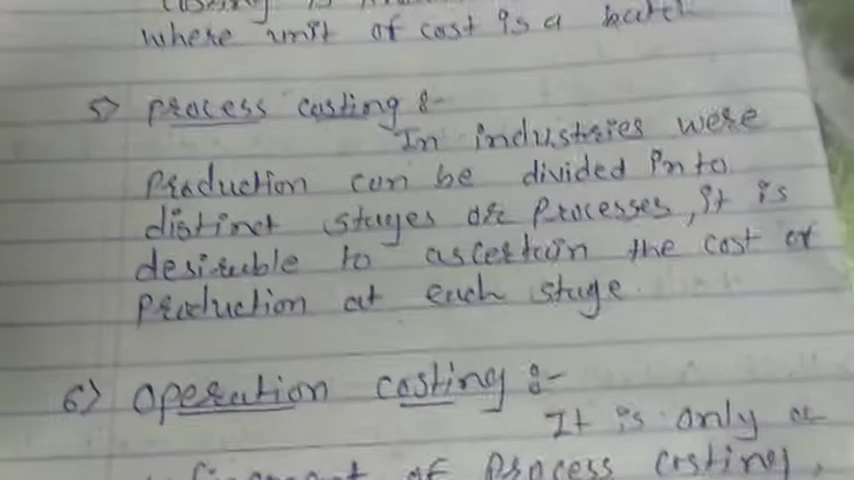 where unit of cost is a batch
5) process costing :-
In industries were
production can be divided in to
distinct stages or processes, it is
desirable to ascertain the cost of
production at each stage.
6) operation costing :-
It is only a
of process costing,